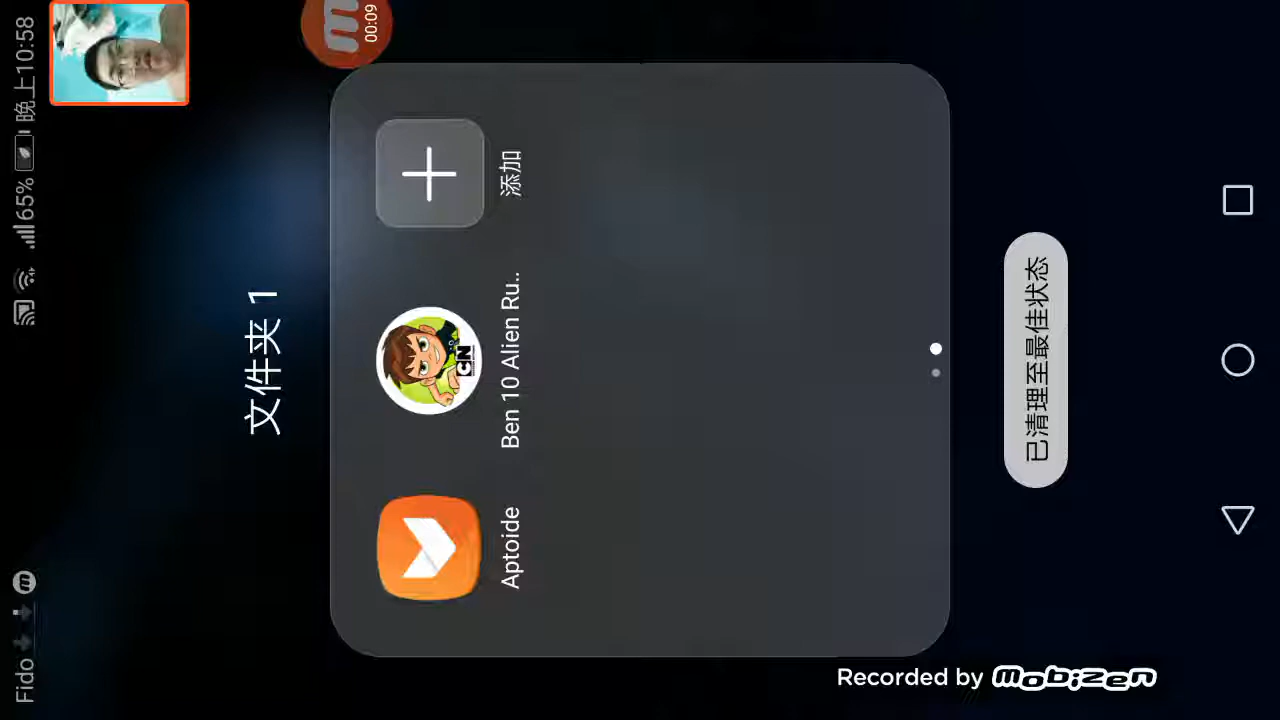 Fido
65%
晚上10:58
00:09
文件夹 1
Aptoide
Ben 10 Alien Ru..
添加
CN
已清理至最佳状态
Recorded by mobizen